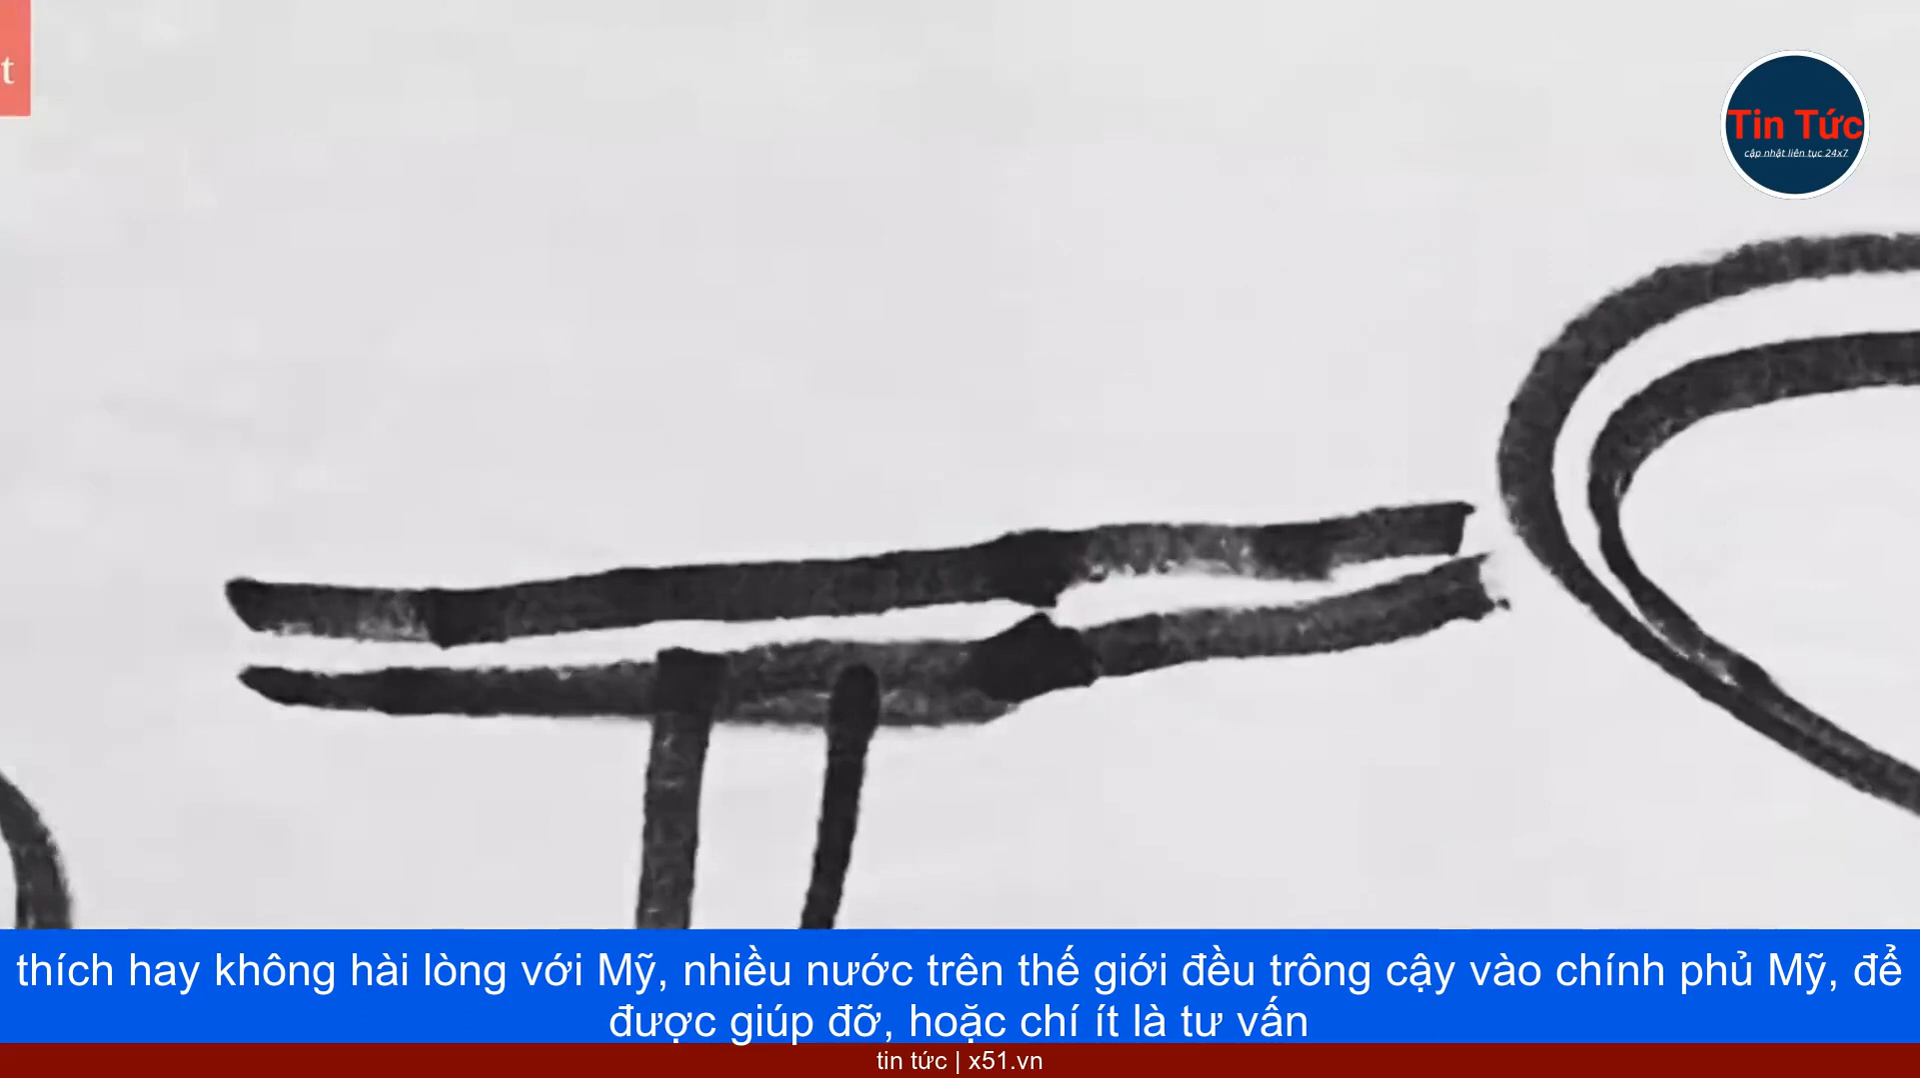 t
Tin Tức
cập nhật liên tục 24x7
thích hay không hài lòng với Mỹ, nhiều nước trên thế giới đều trông cậy vào chính phủ Mỹ, để
được giúp đỡ, hoặc chí ít là tư vấn
tin tức | x51.vn